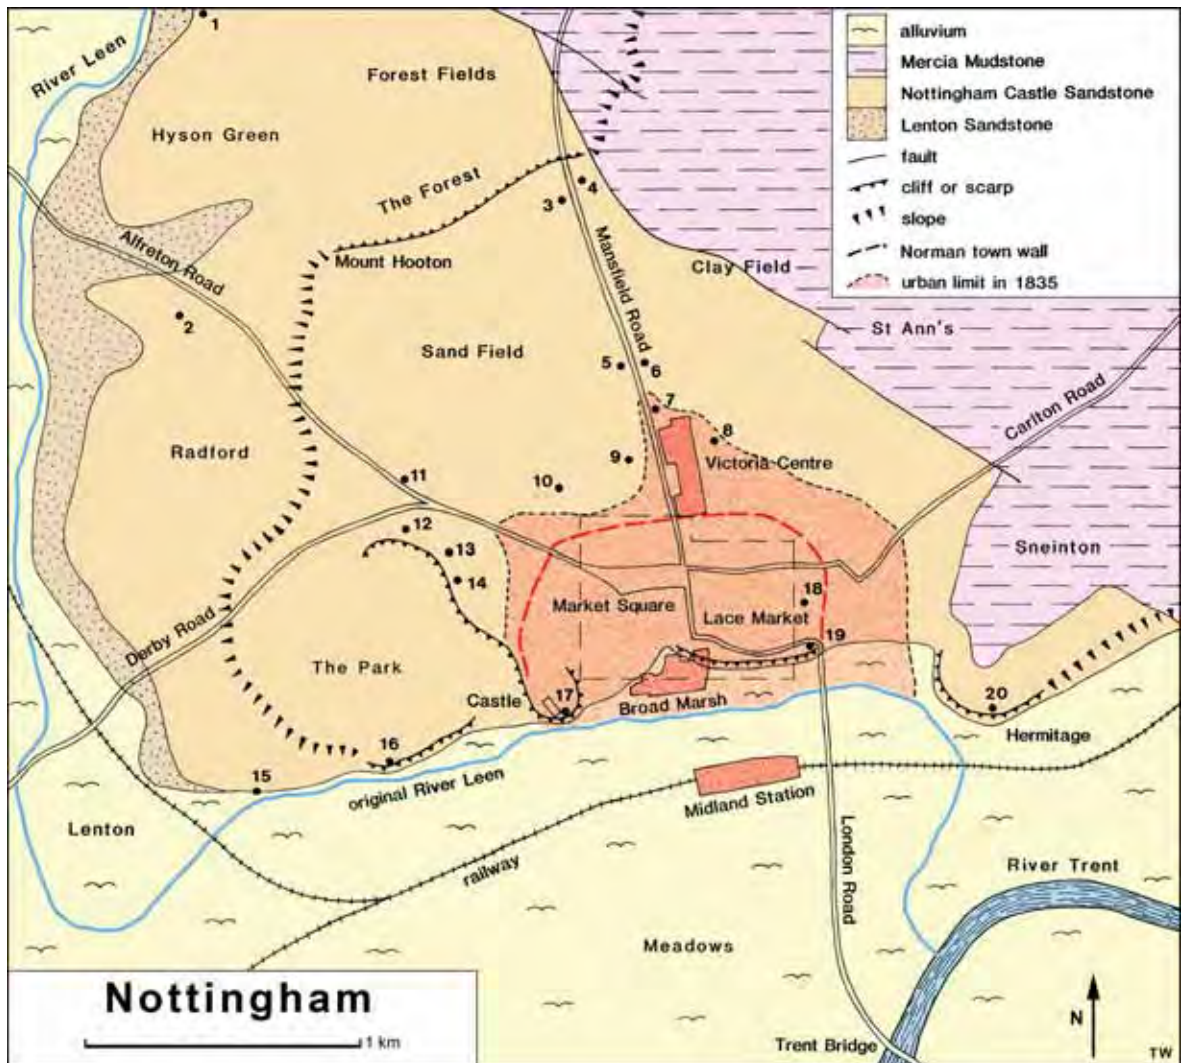 1
River Leen
Forest Fields
Hyson Green
The Forest
4
3
Alfreton Road
Mount Hooton
Mansfield Road
Clay Field
2
St Ann's
Sand Field
5
6
7
Carlton Road
8
Radford
9
Victoria Centre
11
10
12
13
14
Sneinton
Market Square
18
Lace Market
19
Derby Road
The Park
Castle
17
Broad Marsh
20
Hermitage
16
15
original River Leen
Midland Station
Lenton
London Road
River Trent
railway
Meadows
Trent Bridge
alluvium
Mercia Mudstone
Nottingham Castle Sandstone
Lenton Sandstone
fault
cliff or scarp
slope
Norman town wall
urban limit in 1835
Nottingham
1 km
N
TW